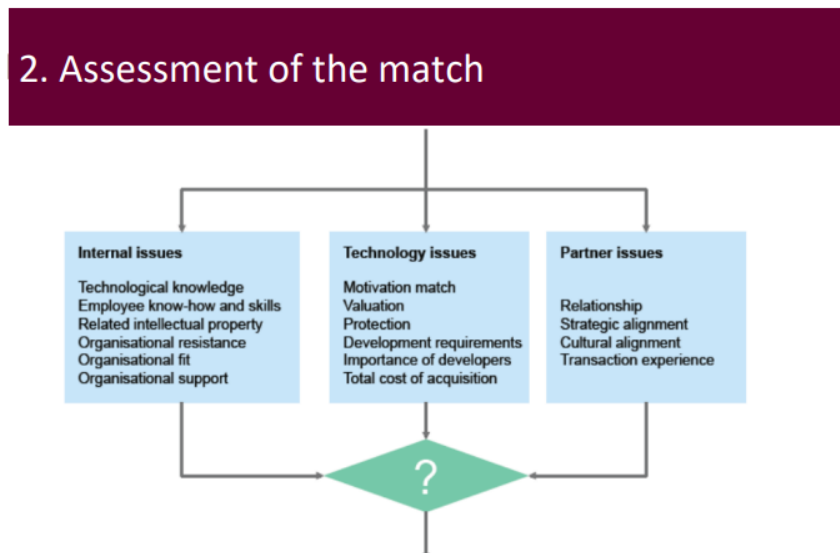 2. Assessment of the match
Internal issues
Technological knowledge
Employee know-how and skills
Related intellectual property
Organisational resistance
Organisational fit
Organisational support
Technology issues
Motivation match
Valuation
Protection
Development requirements
Importance of developers
Total cost of acquisition
Partner issues
Relationship
Strategic alignment
Cultural alignment
Transaction experience
?